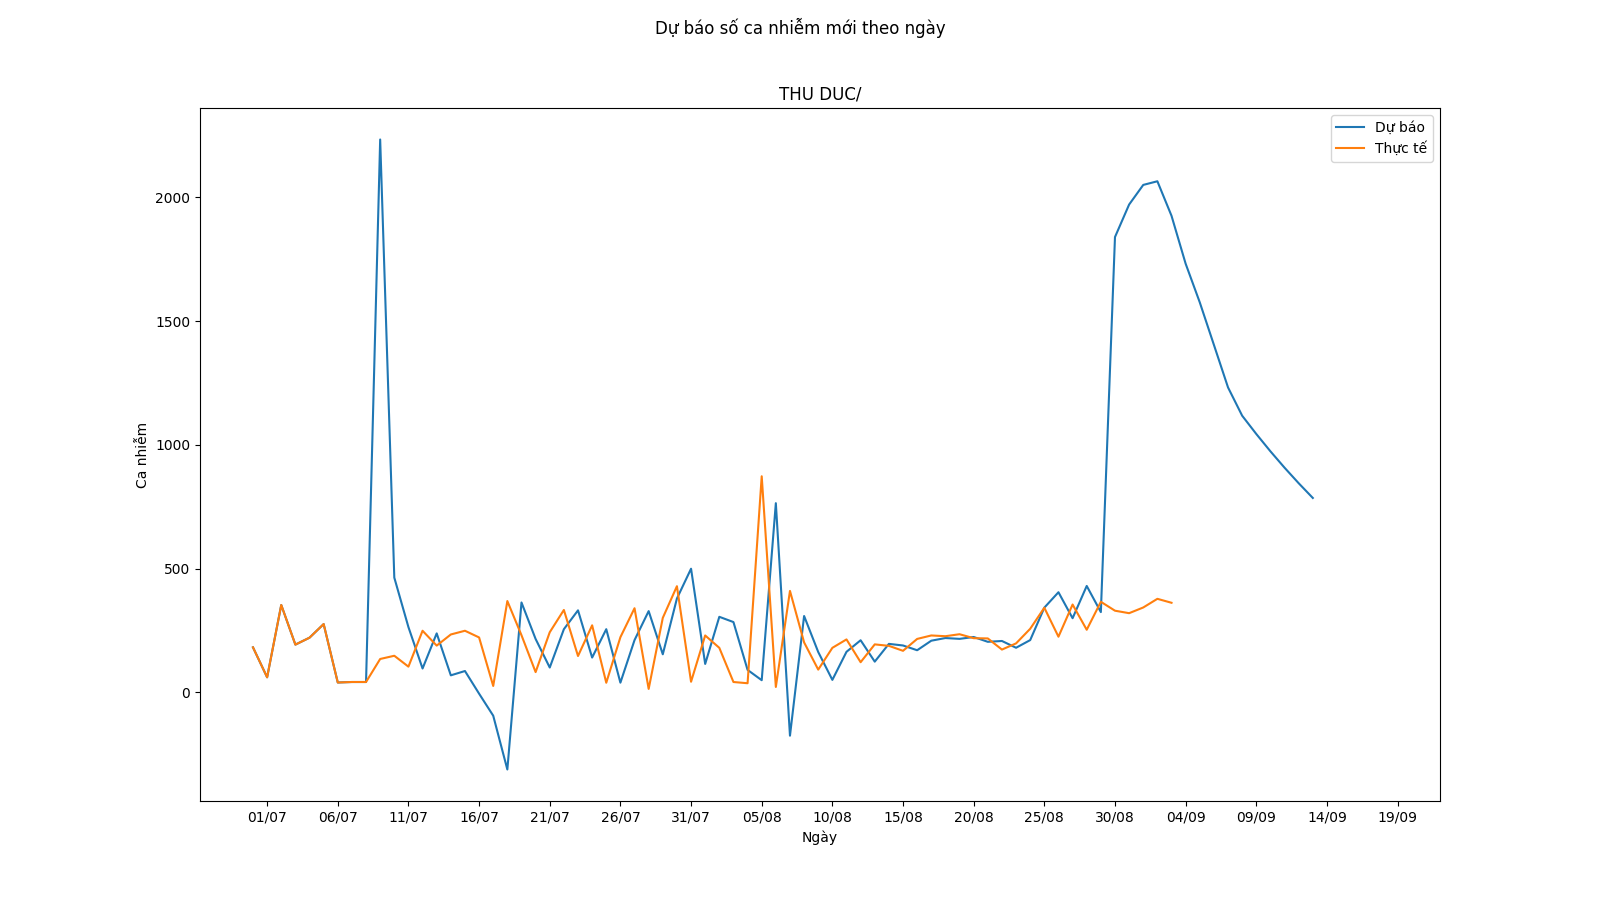 Dự báo số ca nhiễm mới theo ngày
THU DUC/
Dự báo
Thực tế
2000
1500
1000
500
0
Ca nhiễm
01/07 06/07 11/07 16/07 21/07 26/07 31/07 05/08 10/08 15/08 20/08 25/08 30/08 04/09 09/09 14/09 19/09
Ngày